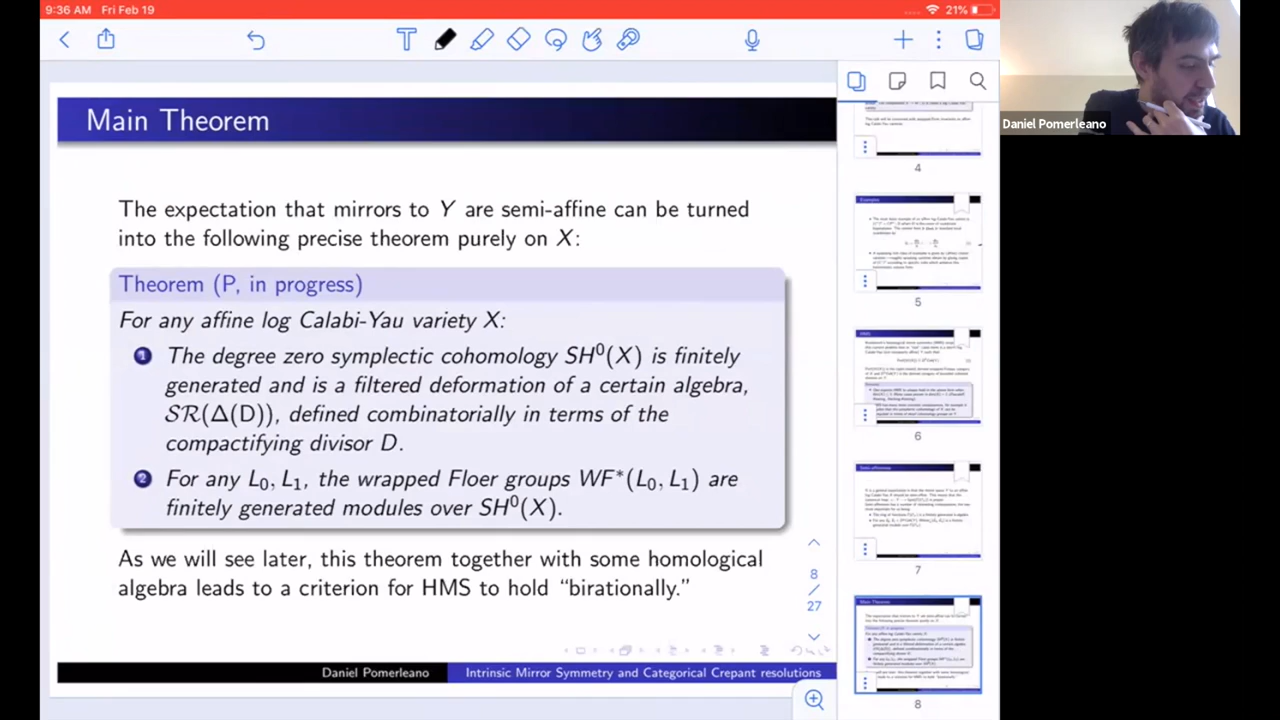 9:36 AM Fri Feb 19
21%
Main Theorem
The expectation that mirrors to Y are semi-affine can be turned
into the following precise theorem purely on X:
Theorem (P, in progress)
For any affine log Calabi-Yau variety X:
1 The degree zero symplectic cohomology SH⁰(X) is finitely
generated and is a filtered deformation of a certain algebra,
SR(Δ(D)), defined combinatorially in terms of the
compactifying divisor D.
2 For any L₀, L₁, the wrapped Floer groups WF*(L₀, L₁) are
finitely generated modules over SH⁰(X).
As we will see later, this theorem together with some homological
algebra leads to a criterion for HMS to hold “birationally.”
8
/
27
Daniel Pomerleano
Mirror Symmetry and categorical Crepant resolutions
4
Examples
5
HMS
6
Semi-affineness
7
Main Theorem
8
Daniel Pomerleano